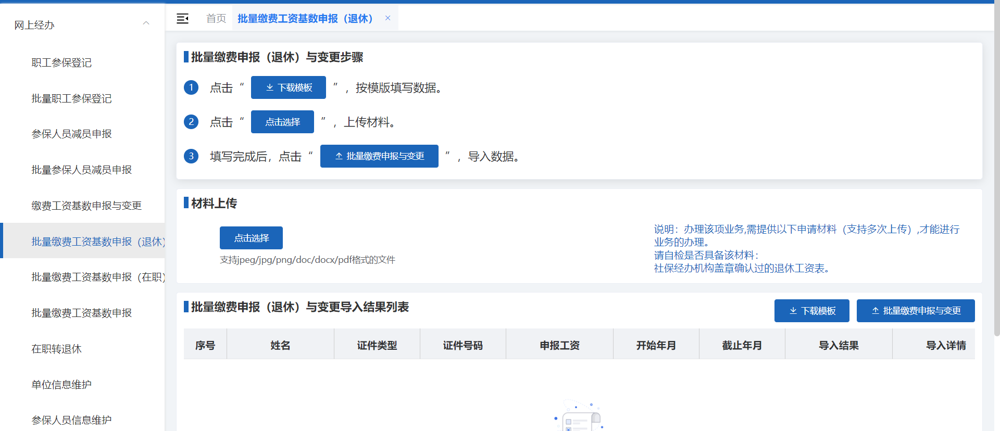 网上经办
职工参保登记
批量职工参保登记
参保人员减员申报
批量参保人员减员申报
缴费工资基数申报与变更
批量缴费工资基数申报（退休）
批量缴费工资基数申报（在职）
批量缴费工资基数申报
在职转退休
单位信息维护
参保人员信息维护
首页 批量缴费工资基数申报（退休） ×
批量缴费申报（退休）与变更步骤
1 点击“ 下载模板 ”，按模版填写数据。
2 点击“ 点击选择 ”，上传材料。
3 填写完成后，点击“ 批量缴费申报与变更 ”，导入数据。
材料上传
点击选择
支持jpeg/jpg/png/doc/docx/pdf格式的文件
说明：办理该项业务,需提供以下申请材料（支持多次上传）,才能进行
业务的办理。
请自检是否具备该材料：
社保经办机构盖章确认过的退休工资表。
批量缴费申报（退休）与变更导入结果列表
下载模板 批量缴费申报与变更
序号 姓名 证件类型 证件号码 申报工资 开始年月 截止年月 导入结果 导入详情